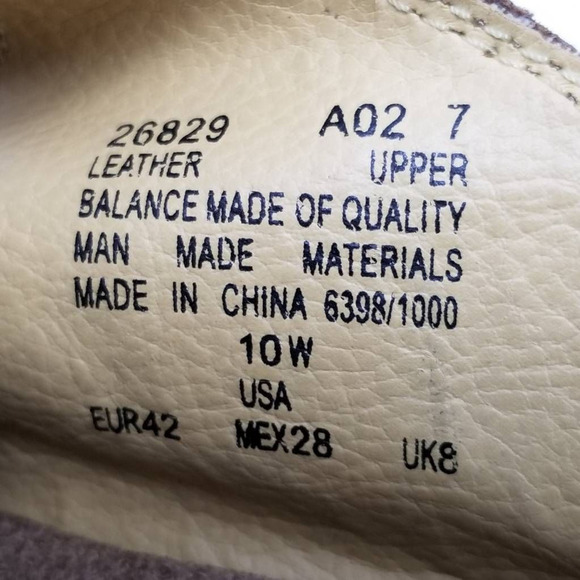 26829 A02 7
LEATHER UPPER
BALANCE MADE OF QUALITY
MAN MADE MATERIALS
MADE IN CHINA 6398/1000
10W
USA
EUR42 MEX28 UK8